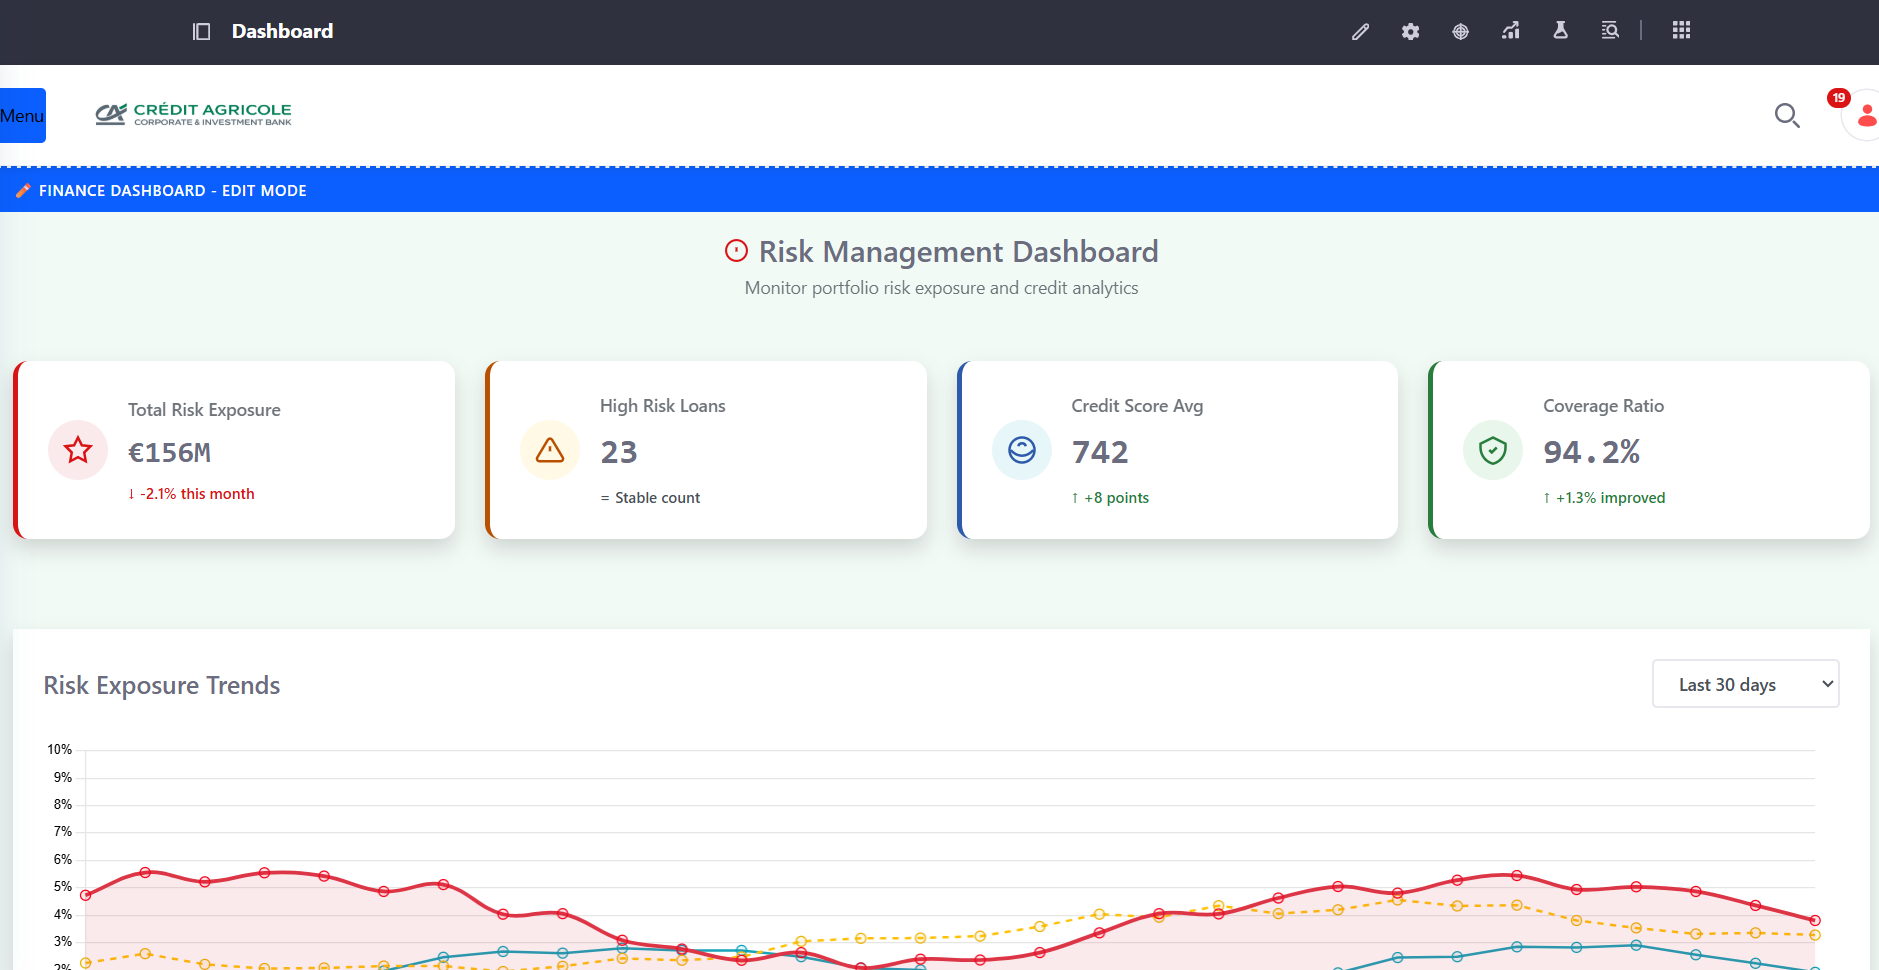 Dashboard
Menu
CRÉDIT AGRICOLE
CORPORATE & INVESTMENT BANK
19
FINANCE DASHBOARD - EDIT MODE
Risk Management Dashboard
Monitor portfolio risk exposure and credit analytics
Total Risk Exposure
€156M
↓ -2.1% this month
High Risk Loans
23
= Stable count
Credit Score Avg
742
↑ +8 points
Coverage Ratio
94.2%
↑ +1.3% improved
Risk Exposure Trends
Last 30 days
10%
9%
8%
7%
6%
5%
4%
3%
2%